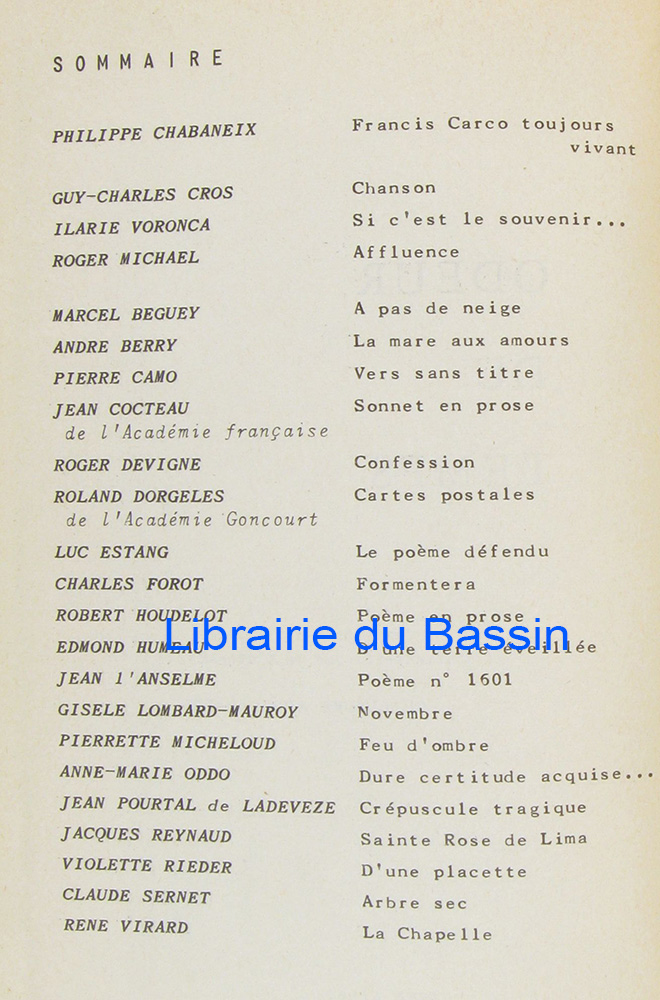 SOMMAIRE
PHILIPPE CHABANEIX Francis Carco toujours
vivant
GUY-CHARLES CROS Chanson
ILARIE VORONCA Si c'est le souvenir...
ROGER MICHAEL Affluence
MARCEL BEGUEY A pas de neige
ANDRE BERRY La mare aux amours
PIERRE CAMO Vers sans titre
JEAN COCTEAU Sonnet en prose
de l'Académie française
ROGER DEVIGNE Confession
ROLAND DORGELES Cartes postales
de l'Académie Goncourt
LUC ESTANG Le poème défendu
CHARLES FOROT Formentera
ROBERT HOUDELOT Poème en prose
Librairie du Bassin
EDMOND HUMEAU D'une terre éveillée
JEAN l'ANSELME Poème n° 1601
GISELE LOMBARD-MAUROY Novembre
PIERRETTE MICHELOUD Feu d'ombre
ANNE-MARIE ODDO Dure certitude acquise...
JEAN POURTAL de LADEVEZE Crépuscule tragique
JACQUES REYNAUD Sainte Rose de Lima
VIOLETTE RIEDER D'une placette
CLAUDE SERNET Arbre sec
RENE VIRARD La Chapelle